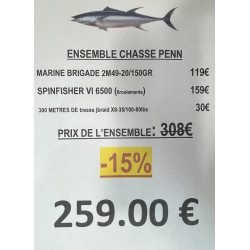 ENSEMBLE CHASSE PENN
MARINE BRIGADE 2M49-20/150GR 119€
SPINFISHER VI 6500 (6roulements) 159€
300 METRES DE tresse jbraid X8-35/100-80lbs 30€
PRIX DE L'ENSEMBLE: 308€
-15%
259.00 €